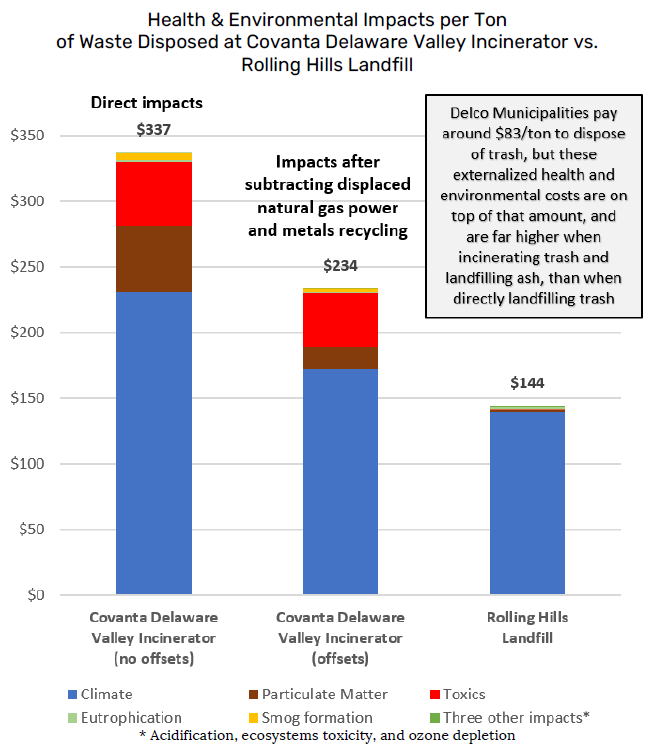 Health & Environmental Impacts per Ton
of Waste Disposed at Covanta Delaware Valley Incinerator vs.
Rolling Hills Landfill
Direct impacts
$337
Impacts after
subtracting displaced
natural gas power
and metals recycling
$234
Delco Municipalities pay
around $83/ton to dispose
of trash, but these
externalized health and
environmental costs are on
top of that amount, and
are far higher when
incinerating trash and
landfilling ash, than when
directly landfilling trash
$144
$350
$300
$250
$200
$150
$100
$50
$0
Covanta Delaware
Valley Incinerator
(no offsets)
Covanta Delaware
Valley Incinerator
(offsets)
Rolling Hills
Landfill
Climate
Particulate Matter
Toxics
Eutrophication
Smog formation
Three other impacts*
* Acidification, ecosystems toxicity, and ozone depletion